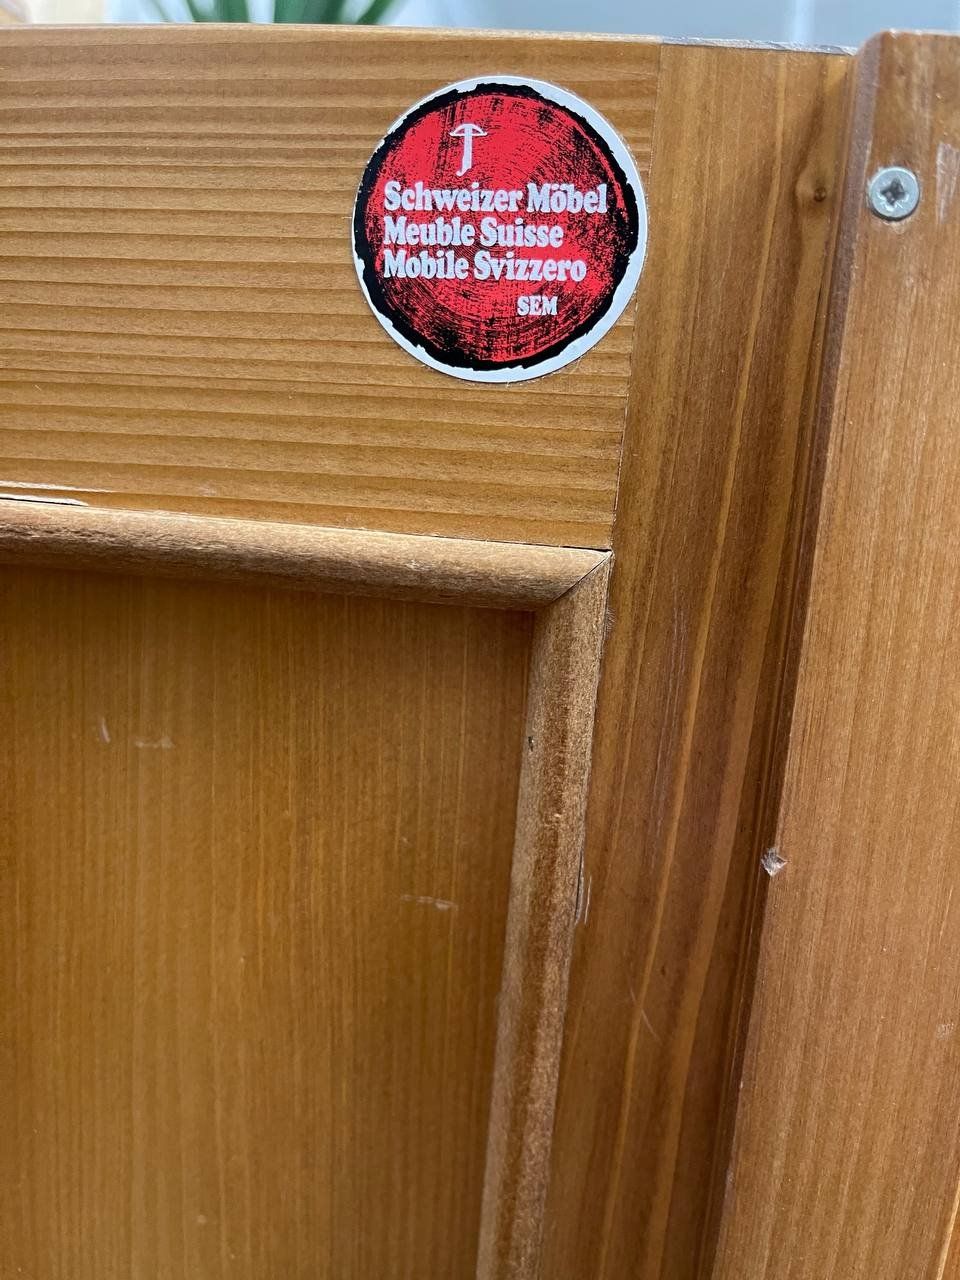 Schweizer Möbel
Meuble Suisse
Mobile Svizzero
SEM